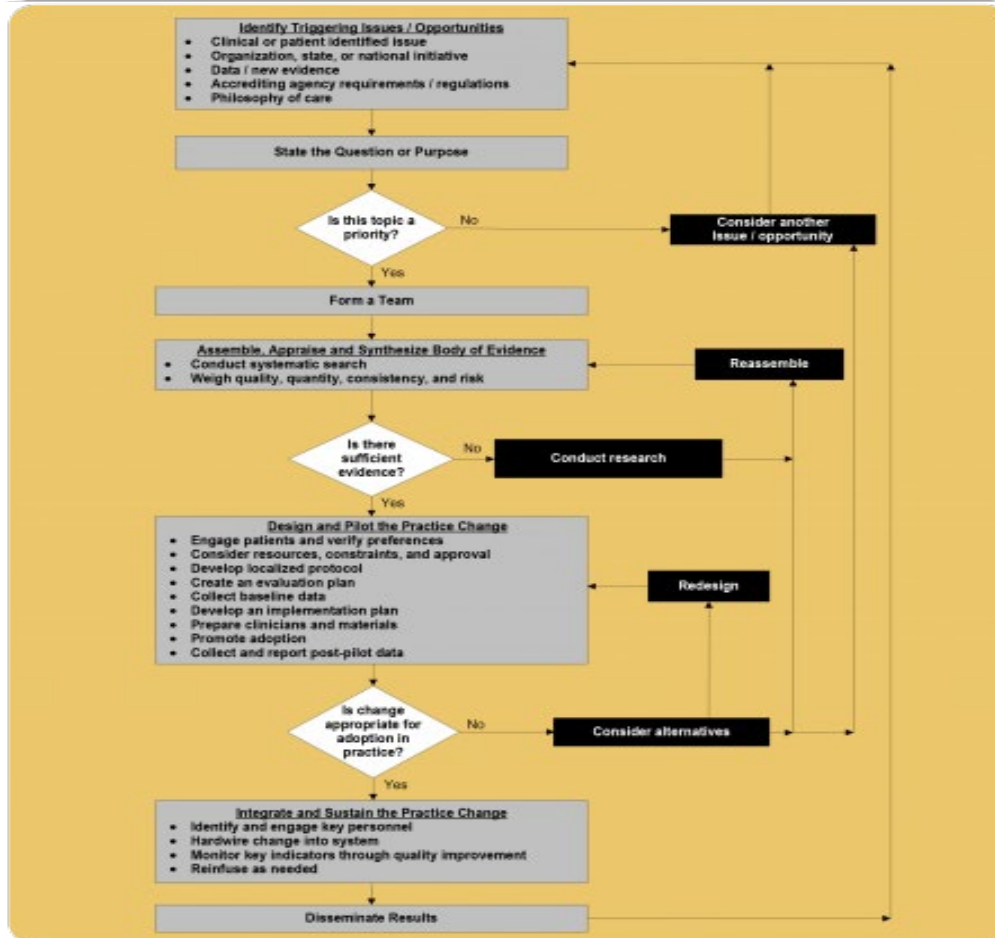 Identify Triggering Issues / Opportunities
• Clinical or patient identified issue
• Organization, state, or national initiative
• Data / new evidence
• Accrediting agency requirements / regulations
• Philosophy of care
State the Question or Purpose
Is this topic a
priority?
No
Consider another
Issue / opportunity
Yes
Form a Team
Assemble, Appraise and Synthesize Body of Evidence
• Conduct systematic search
• Weigh quality, quantity, consistency, and risk
Reassemble
Is there
sufficient
evidence?
No
Conduct research
Yes
Design and Pilot the Practice Change
• Engage patients and verify preferences
• Consider resources, constraints, and approval
• Develop localized protocol
• Create an evaluation plan
• Collect baseline data
• Develop an implementation plan
• Prepare clinicians and materials
• Promote adoption
• Collect and report post-pilot data
Redesign
Is change
appropriate for
adoption in
practice?
No
Consider alternatives
Yes
Integrate and Sustain the Practice Change
• Identify and engage key personnel
• Hardwire change into system
• Monitor key indicators through quality improvement
• Reinfuse as needed
Disseminate Results